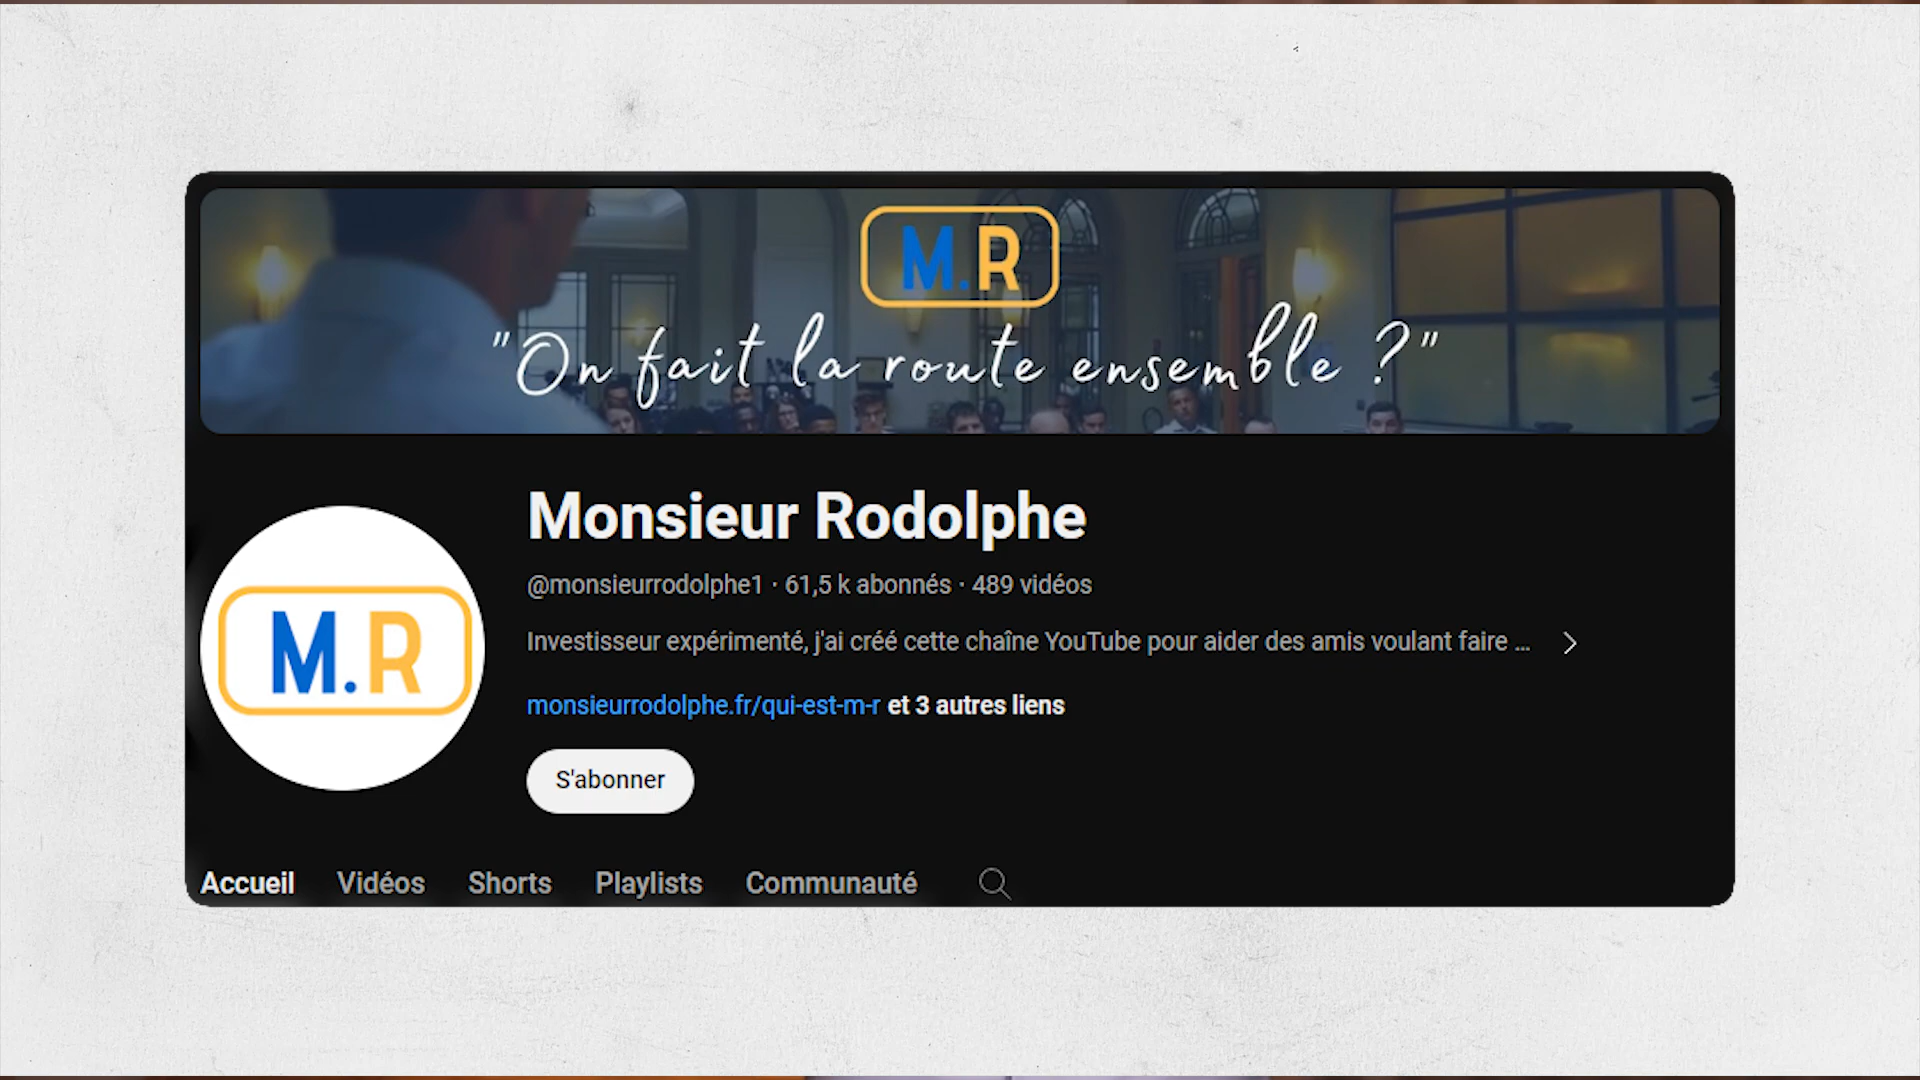 M.R
"On fait la route ensemble ?"
Monsieur Rodolphe
@monsieurrodolphe1 · 61,5 k abonnés · 489 vidéos
M.R
Investisseur expérimenté, j'ai créé cette chaîne YouTube pour aider des amis voulant faire ...
monsieurrodolphe.fr/qui-est-m-r et 3 autres liens
S'abonner
Accueil Vidéos Shorts Playlists Communauté